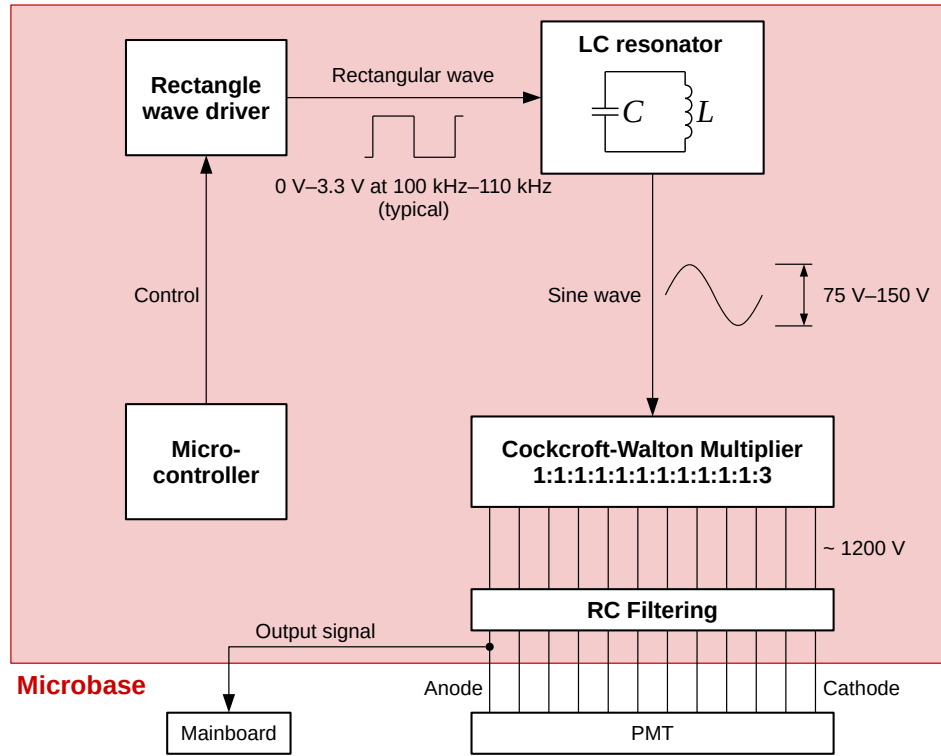 LC resonator
Rectangle
wave driver
Rectangular wave
C
L
0 V–3.3 V at 100 kHz–110 kHz
(typical)
Control
Sine wave
75 V–150 V
Micro-
controller
Cockcroft-Walton Multiplier
1:1:1:1:1:1:1:1:1:1:1:3
~ 1200 V
RC Filtering
Output signal
Microbase
Anode
Cathode
Mainboard
PMT